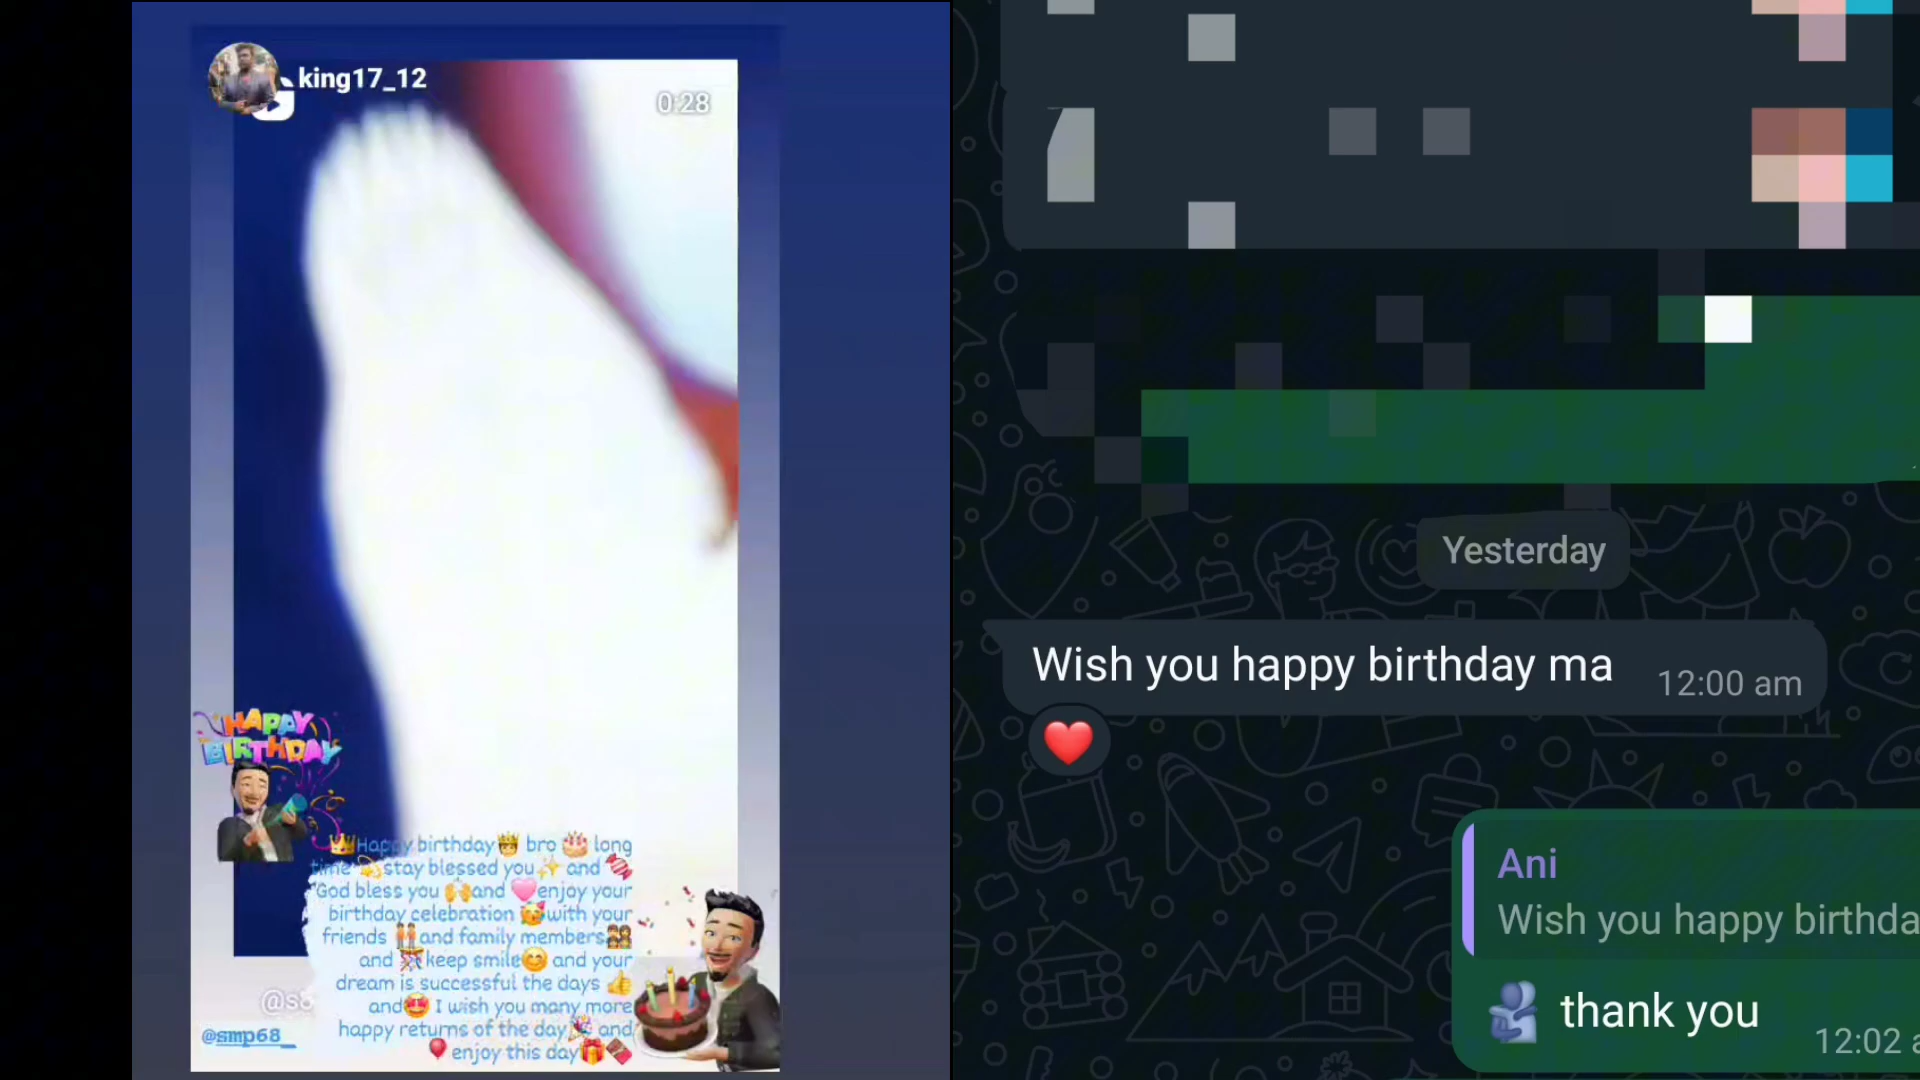 king17_12
0:28
HAPPY
BIRTHDAY
👑Happy birthday🤴 bro 🎂 long
time 💫stay blessed you✨ and 🍬
God bless you 🙌and 🩷enjoy your
birthday celebration 🥳with your
friends 👬and family members👨‍👩‍👧‍👦
and 🎊keep smile😊 and your
dream is successful the days 👍
and🤩 I wish you many more
happy returns of the day🎉 and
🎈enjoy this day🎁🍫
@smp68_
Yesterday
Wish you happy birthday ma
12:00 am
❤️
Ani
Wish you happy birthda
🫂 thank you
12:02 a